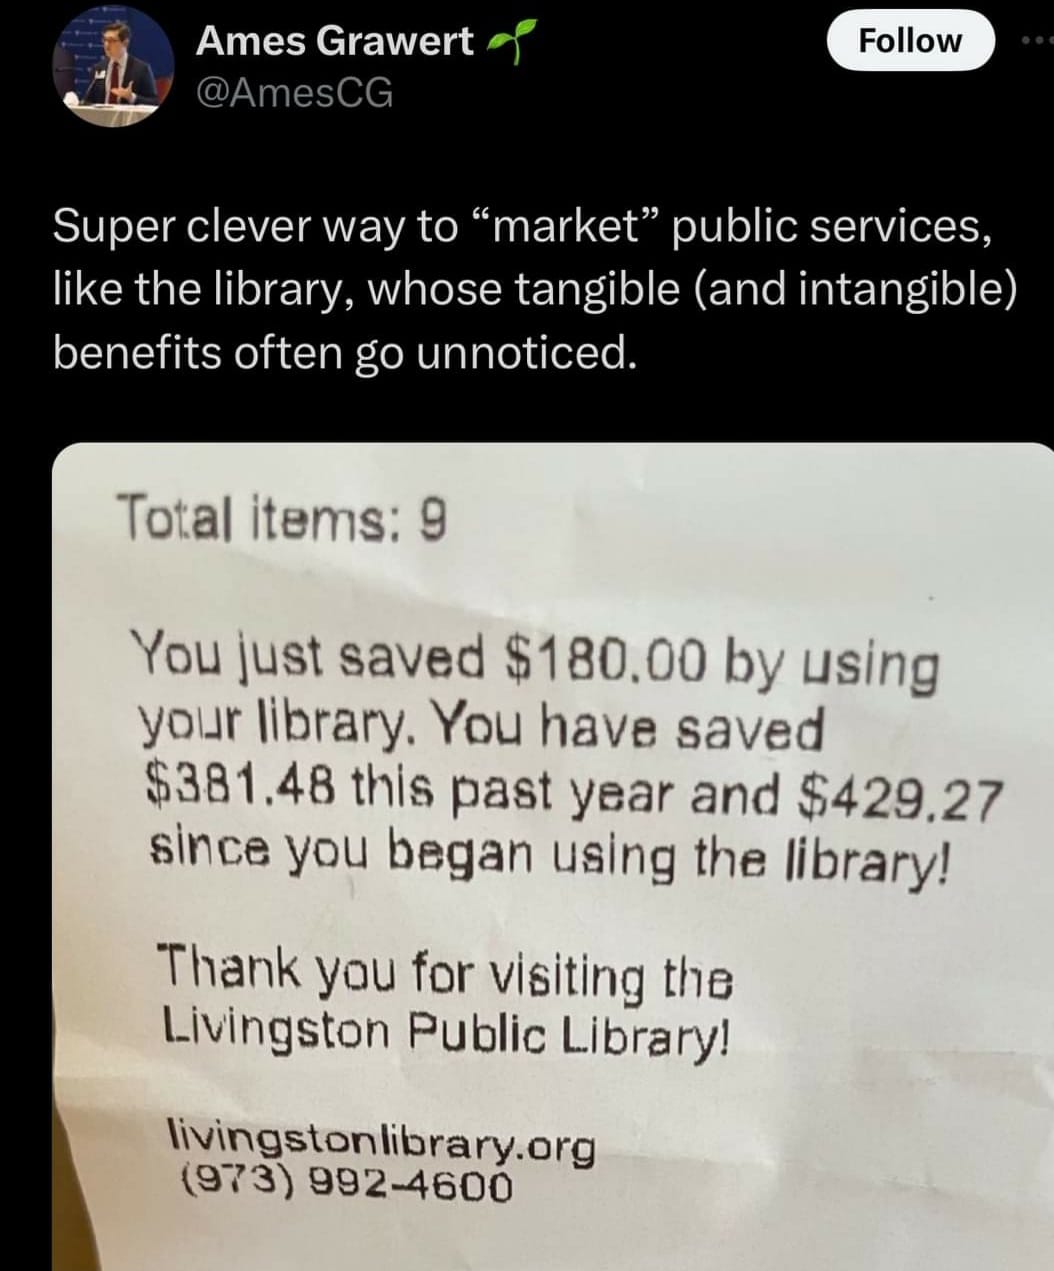 Ames Grawert
@AmesCG
Follow
Super clever way to “market” public services,
like the library, whose tangible (and intangible)
benefits often go unnoticed.
Total items: 9
You just saved $180.00 by using
your library. You have saved
$381.48 this past year and $429.27
since you began using the library!
Thank you for visiting the
Livingston Public Library!
livingstonlibrary.org
(973) 992-4600